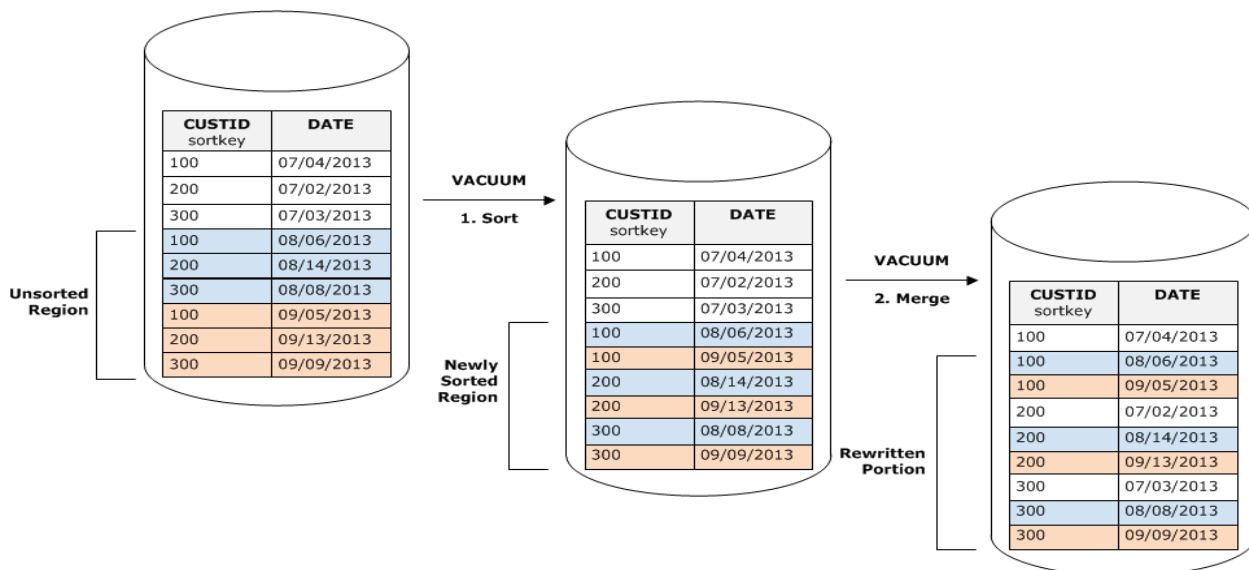 CUSTID DATE
sortkey
100 07/04/2013
200 07/02/2013
300 07/03/2013
100 08/06/2013
200 08/14/2013
300 08/08/2013
100 09/05/2013
200 09/13/2013
300 09/09/2013
Unsorted
Region
VACUUM
1. Sort
CUSTID DATE
sortkey
100 07/04/2013
200 07/02/2013
300 07/03/2013
100 08/06/2013
100 09/05/2013
200 08/14/2013
200 09/13/2013
300 08/08/2013
300 09/09/2013
Newly
Sorted
Region
VACUUM
2. Merge
CUSTID DATE
sortkey
100 07/04/2013
100 08/06/2013
100 09/05/2013
200 07/02/2013
200 08/14/2013
200 09/13/2013
300 07/03/2013
300 08/08/2013
300 09/09/2013
Rewritten
Portion